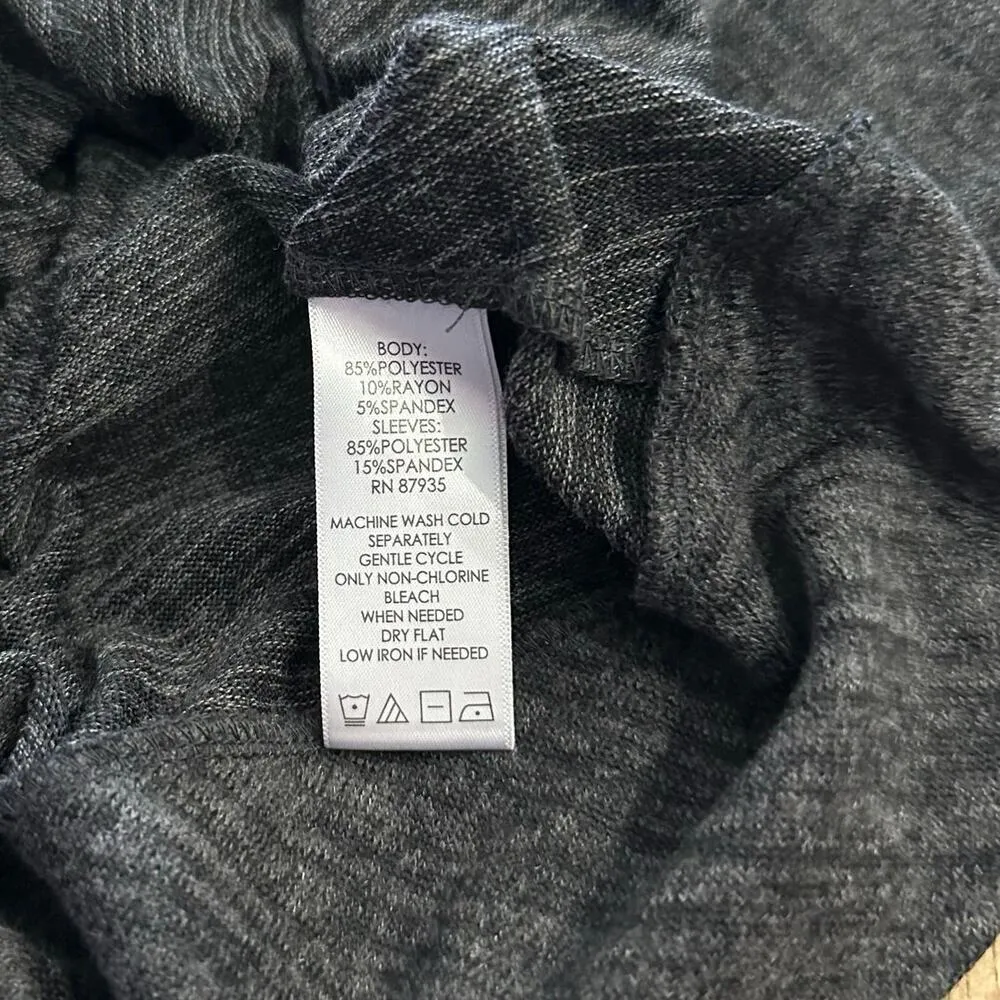 BODY:
85%POLYESTER
10%RAYON
5%SPANDEX
SLEEVES:
85%POLYESTER
15%SPANDEX
RN 87935
MACHINE WASH COLD
SEPARATELY
GENTLE CYCLE
ONLY NON-CHLORINE
BLEACH
WHEN NEEDED
DRY FLAT
LOW IRON IF NEEDED